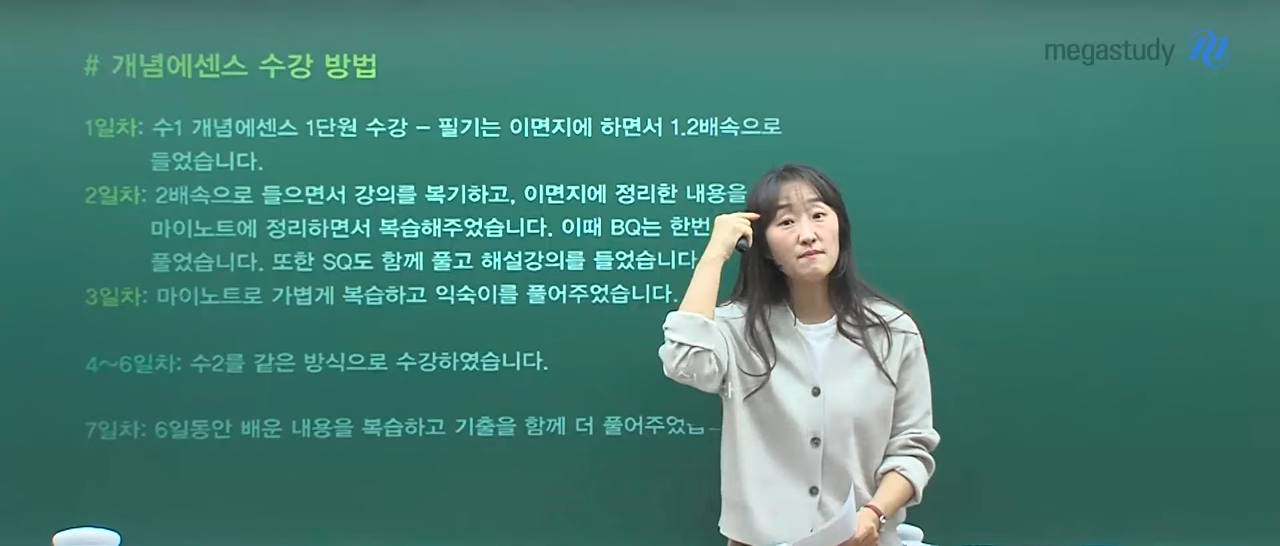 megastudy
# 개념에센스 수강 방법
1일차: 수1 개념에센스 1단원 수강 – 필기는 이면지에 하면서 1.2배속으로
들었습니다.
2일차: 2배속으로 들으면서 강의를 복기하고, 이면지에 정리한 내용을
마이노트에 정리하면서 복습해주었습니다. 이때 BQ는 한번
풀었습니다. 또한 SQ도 함께 풀고 해설강의를 들었습니다.
3일차: 마이노트로 가볍게 복습하고 익숙이를 풀어주었습니다.
4~6일차: 수2를 같은 방식으로 수강하였습니다.
7일차: 6일동안 배운 내용을 복습하고 기출을 함께 더